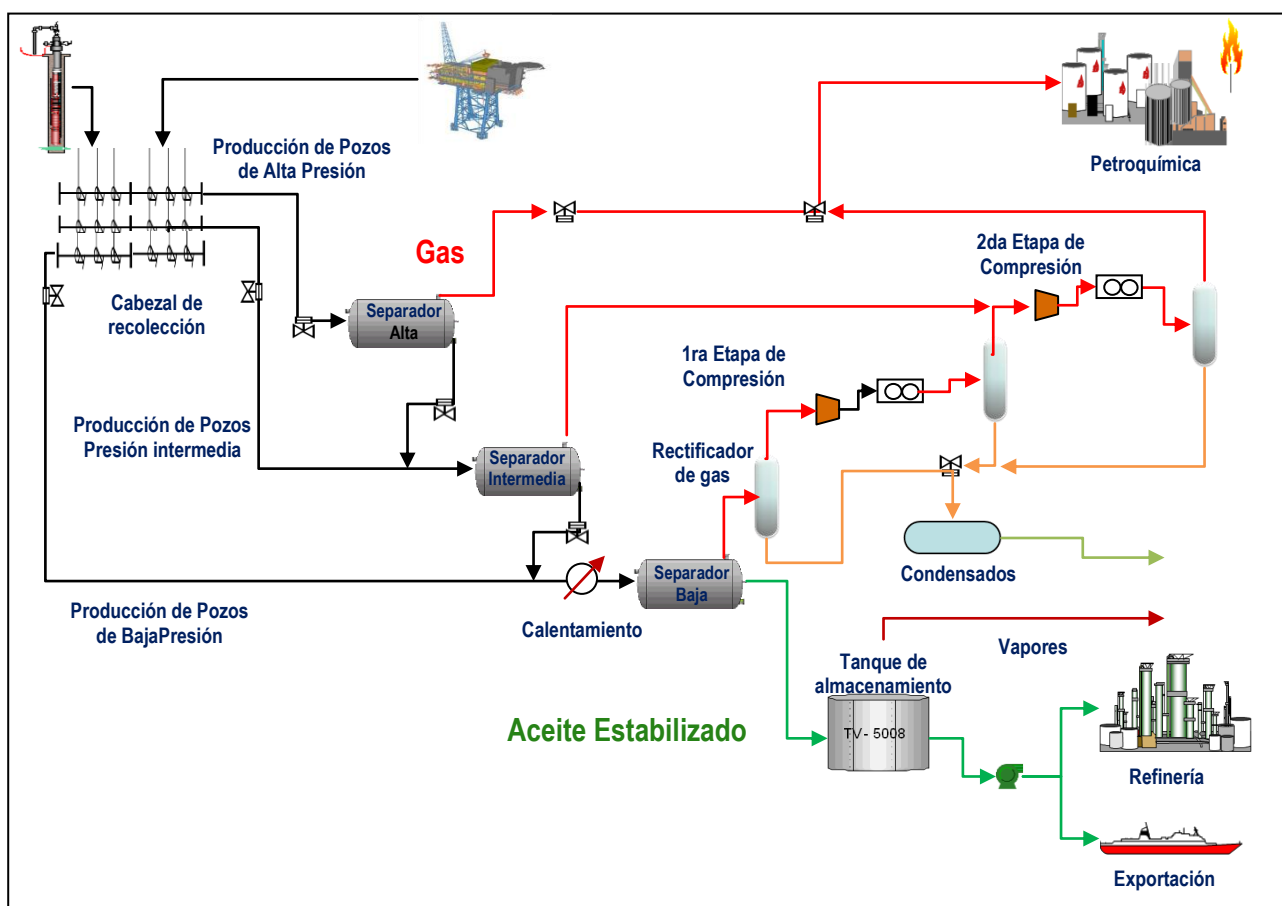 Producción de Pozos
de Alta Presión
Petroquímica
Gas
2da Etapa de
Compresión
Cabezal de
recolección
Separador
Alta
1ra Etapa de
Compresión
Producción de Pozos
Presión intermedia
Separador
Intermedia
Rectificador
de gas
Condensados
Separador
Baja
Producción de Pozos
de BajaPresión
Calentamiento
Vapores
Tanque de
almacenamiento
Aceite Estabilizado
TV- 5008
Refinería
Exportación